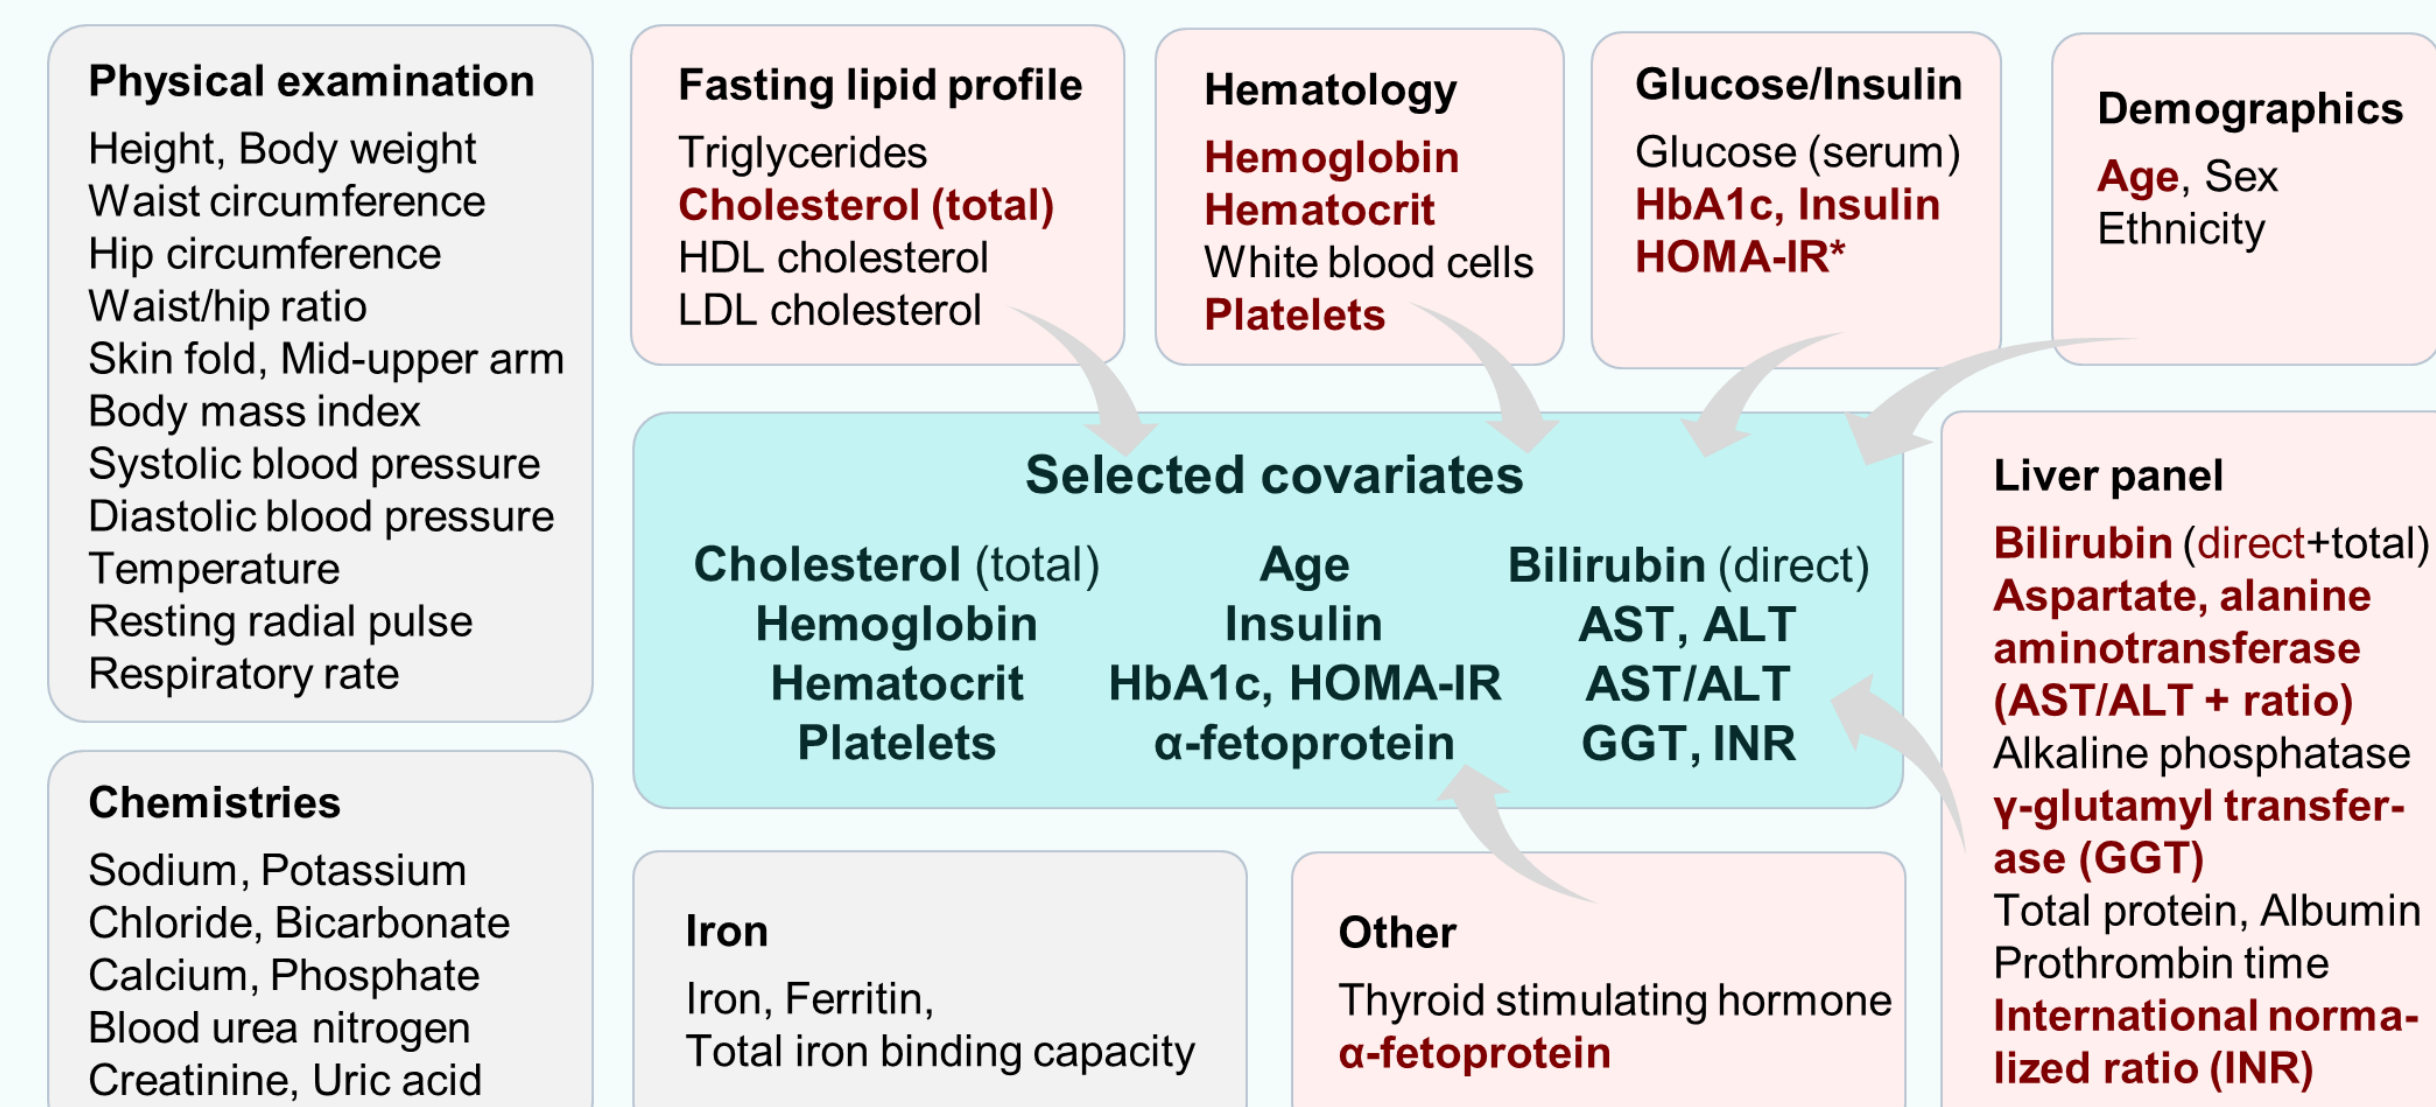 Physical examination
Height, Body weight
Waist circumference
Hip circumference
Waist/hip ratio
Skin fold, Mid-upper arm
Body mass index
Systolic blood pressure
Diastolic blood pressure
Temperature
Resting radial pulse
Respiratory rate
Chemistries
Sodium, Potassium
Chloride, Bicarbonate
Calcium, Phosphate
Blood urea nitrogen
Creatinine, Uric acid
Fasting lipid profile
Triglycerides
Cholesterol (total)
HDL cholesterol
LDL cholesterol
Hematology
Hemoglobin
Hematocrit
White blood cells
Platelets
Glucose/Insulin
Glucose (serum)
HbA1c, Insulin
HOMA-IR*
Demographics
Age, Sex
Ethnicity
Selected covariates
Cholesterol (total)
Hemoglobin
Hematocrit
Platelets
Age
Insulin
HbA1c, HOMA-IR
α-fetoprotein
Bilirubin (direct)
AST, ALT
AST/ALT
GGT, INR
Iron
Iron, Ferritin,
Total iron binding capacity
Other
Thyroid stimulating hormone
α-fetoprotein
Liver panel
Bilirubin (direct+total)
Aspartate, alanine
aminotransferase
(AST/ALT + ratio)
Alkaline phosphatase
γ-glutamyl transfer-
ase (GGT)
Total protein, Albumin
Prothrombin time
International norma-
lized ratio (INR)